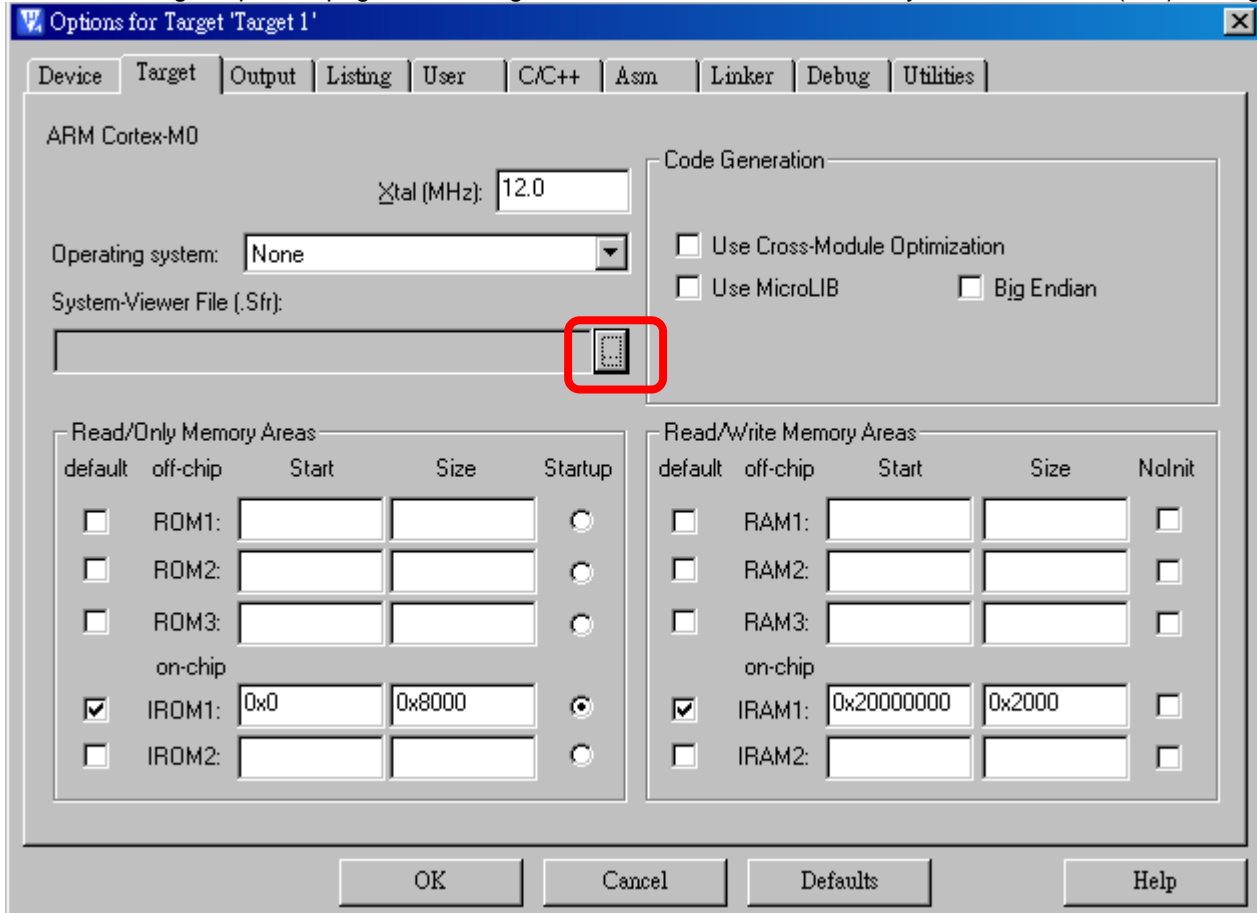 Options for Target 'Target 1'
Device Target Output Listing User C/C++ Asm Linker Debug Utilities
ARM Cortex-M0
Xtal (MHz): 12.0
Operating system: None
System-Viewer File (.Sfr):
...
Code Generation
Use Cross-Module Optimization
Use MicroLIB Big Endian
Read/Only Memory Areas
default off-chip Start Size Startup
ROM1:
ROM2:
ROM3:
on-chip
IROM1: 0x0 0x8000
IROM2:
Read/Write Memory Areas
default off-chip Start Size NoInit
RAM1:
RAM2:
RAM3:
on-chip
IRAM1: 0x20000000 0x2000
IRAM2:
OK Cancel Defaults Help